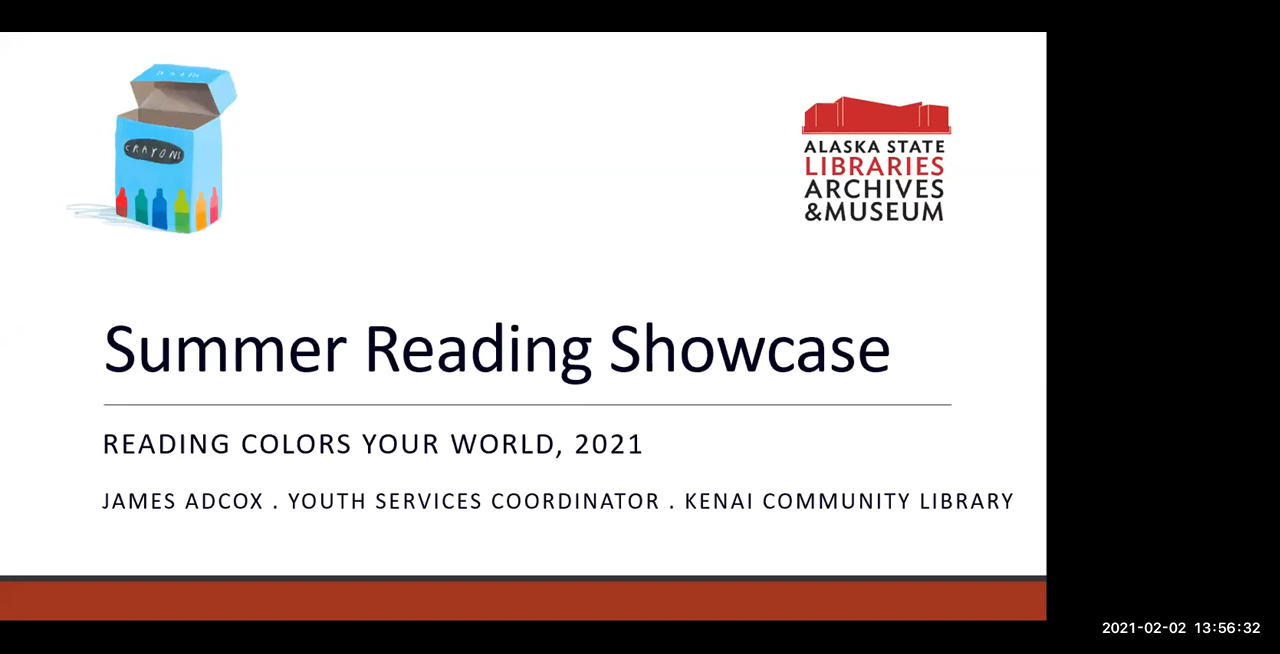 CRAYONS
ALASKA STATE
LIBRARIES
ARCHIVES
&MUSEUM
Summer Reading Showcase
READING COLORS YOUR WORLD, 2021
JAMES ADCOX . YOUTH SERVICES COORDINATOR . KENAI COMMUNITY LIBRARY
2021-02-02 13:56:32